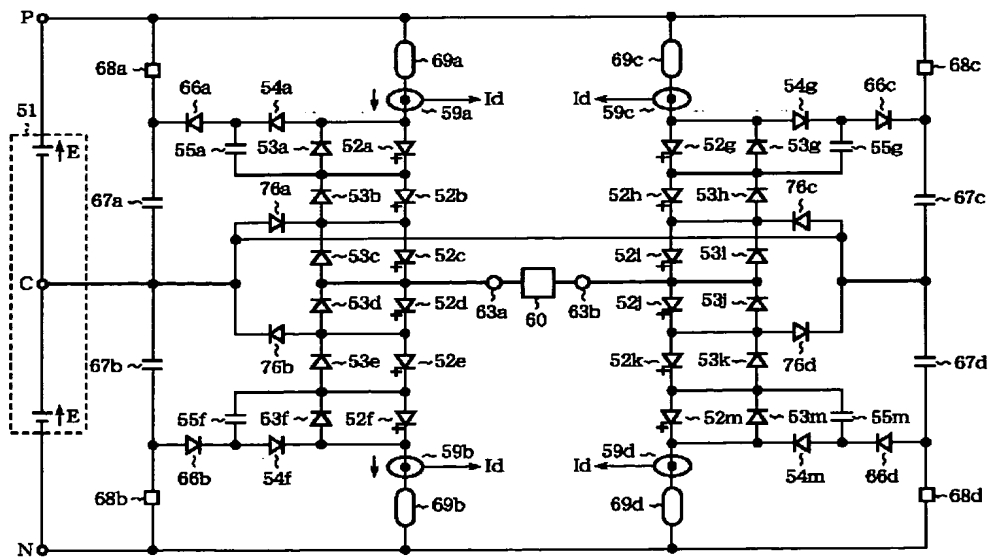 P
68a
69a
69c
68c
66a
54a
Id
Id
54g
66c
51
59a
59c
E
55a
53a
52a
52g
53g
55g
76a
76c
67a
53b
52b
52h
53h
67c
53c
52c
52i
53i
C
63a
60
63b
53d
52d
52j
53j
76b
76d
67b
53e
52e
52k
53k
67d
E
55f
53f
52f
52m
53m
55m
66b
54f
59b
Id
Id
59d
54m
66d
68b
69b
69d
68d
N